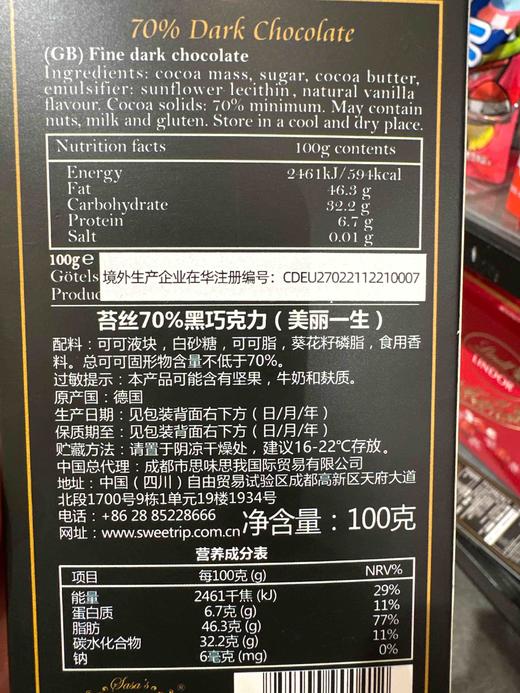 70% Dark Chocolate
(GB) Fine dark chocolate
Ingredients: cocoa mass, sugar, cocoa butter,
emulsifier: sunflower lecithin, natural vanilla
flavour. Cocoa solids: 70% minimum. May contain
nuts, milk and gluten. Store in a cool and dry place.
Nutrition facts 100g contents
Energy 2461kJ/594kcal
Fat 46.3 g
Carbohydrate 32.2 g
Protein 6.7 g
Salt 0.01 g
100g e
Götels
Produc
境外生产企业在华注册编号：CDEU27022112210007
苔丝70%黑巧克力（美丽一生）
配料：可可液块，白砂糖，可可脂，葵花籽磷脂，食用香
料。总可可固形物含量不低于70%。
过敏提示：本产品可能含有坚果，牛奶和麸质。
原产国：德国
生产日期：见包装背面右下方（日/月/年）
保质期至：见包装背面右下方（日/月/年）
贮藏方法：请置于阴凉干燥处，建议16-22℃存放。
中国总代理：成都市思味思我国际贸易有限公司
地址：中国（四川）自由贸易试验区成都高新区天府大道
北段1700号9栋1单元19楼1934号
电话：+86 28 85228666
网址：www.sweetrip.com.cn
净含量：100克
营养成分表
项目 每100克 (g) NRV%
能量 2461千焦 (kJ) 29%
蛋白质 6.7克 (g) 11%
脂肪 46.3克 (g) 77%
碳水化合物 32.2克 (g) 11%
钠 6毫克 (mg) 0%
Sasa's
LINDOR